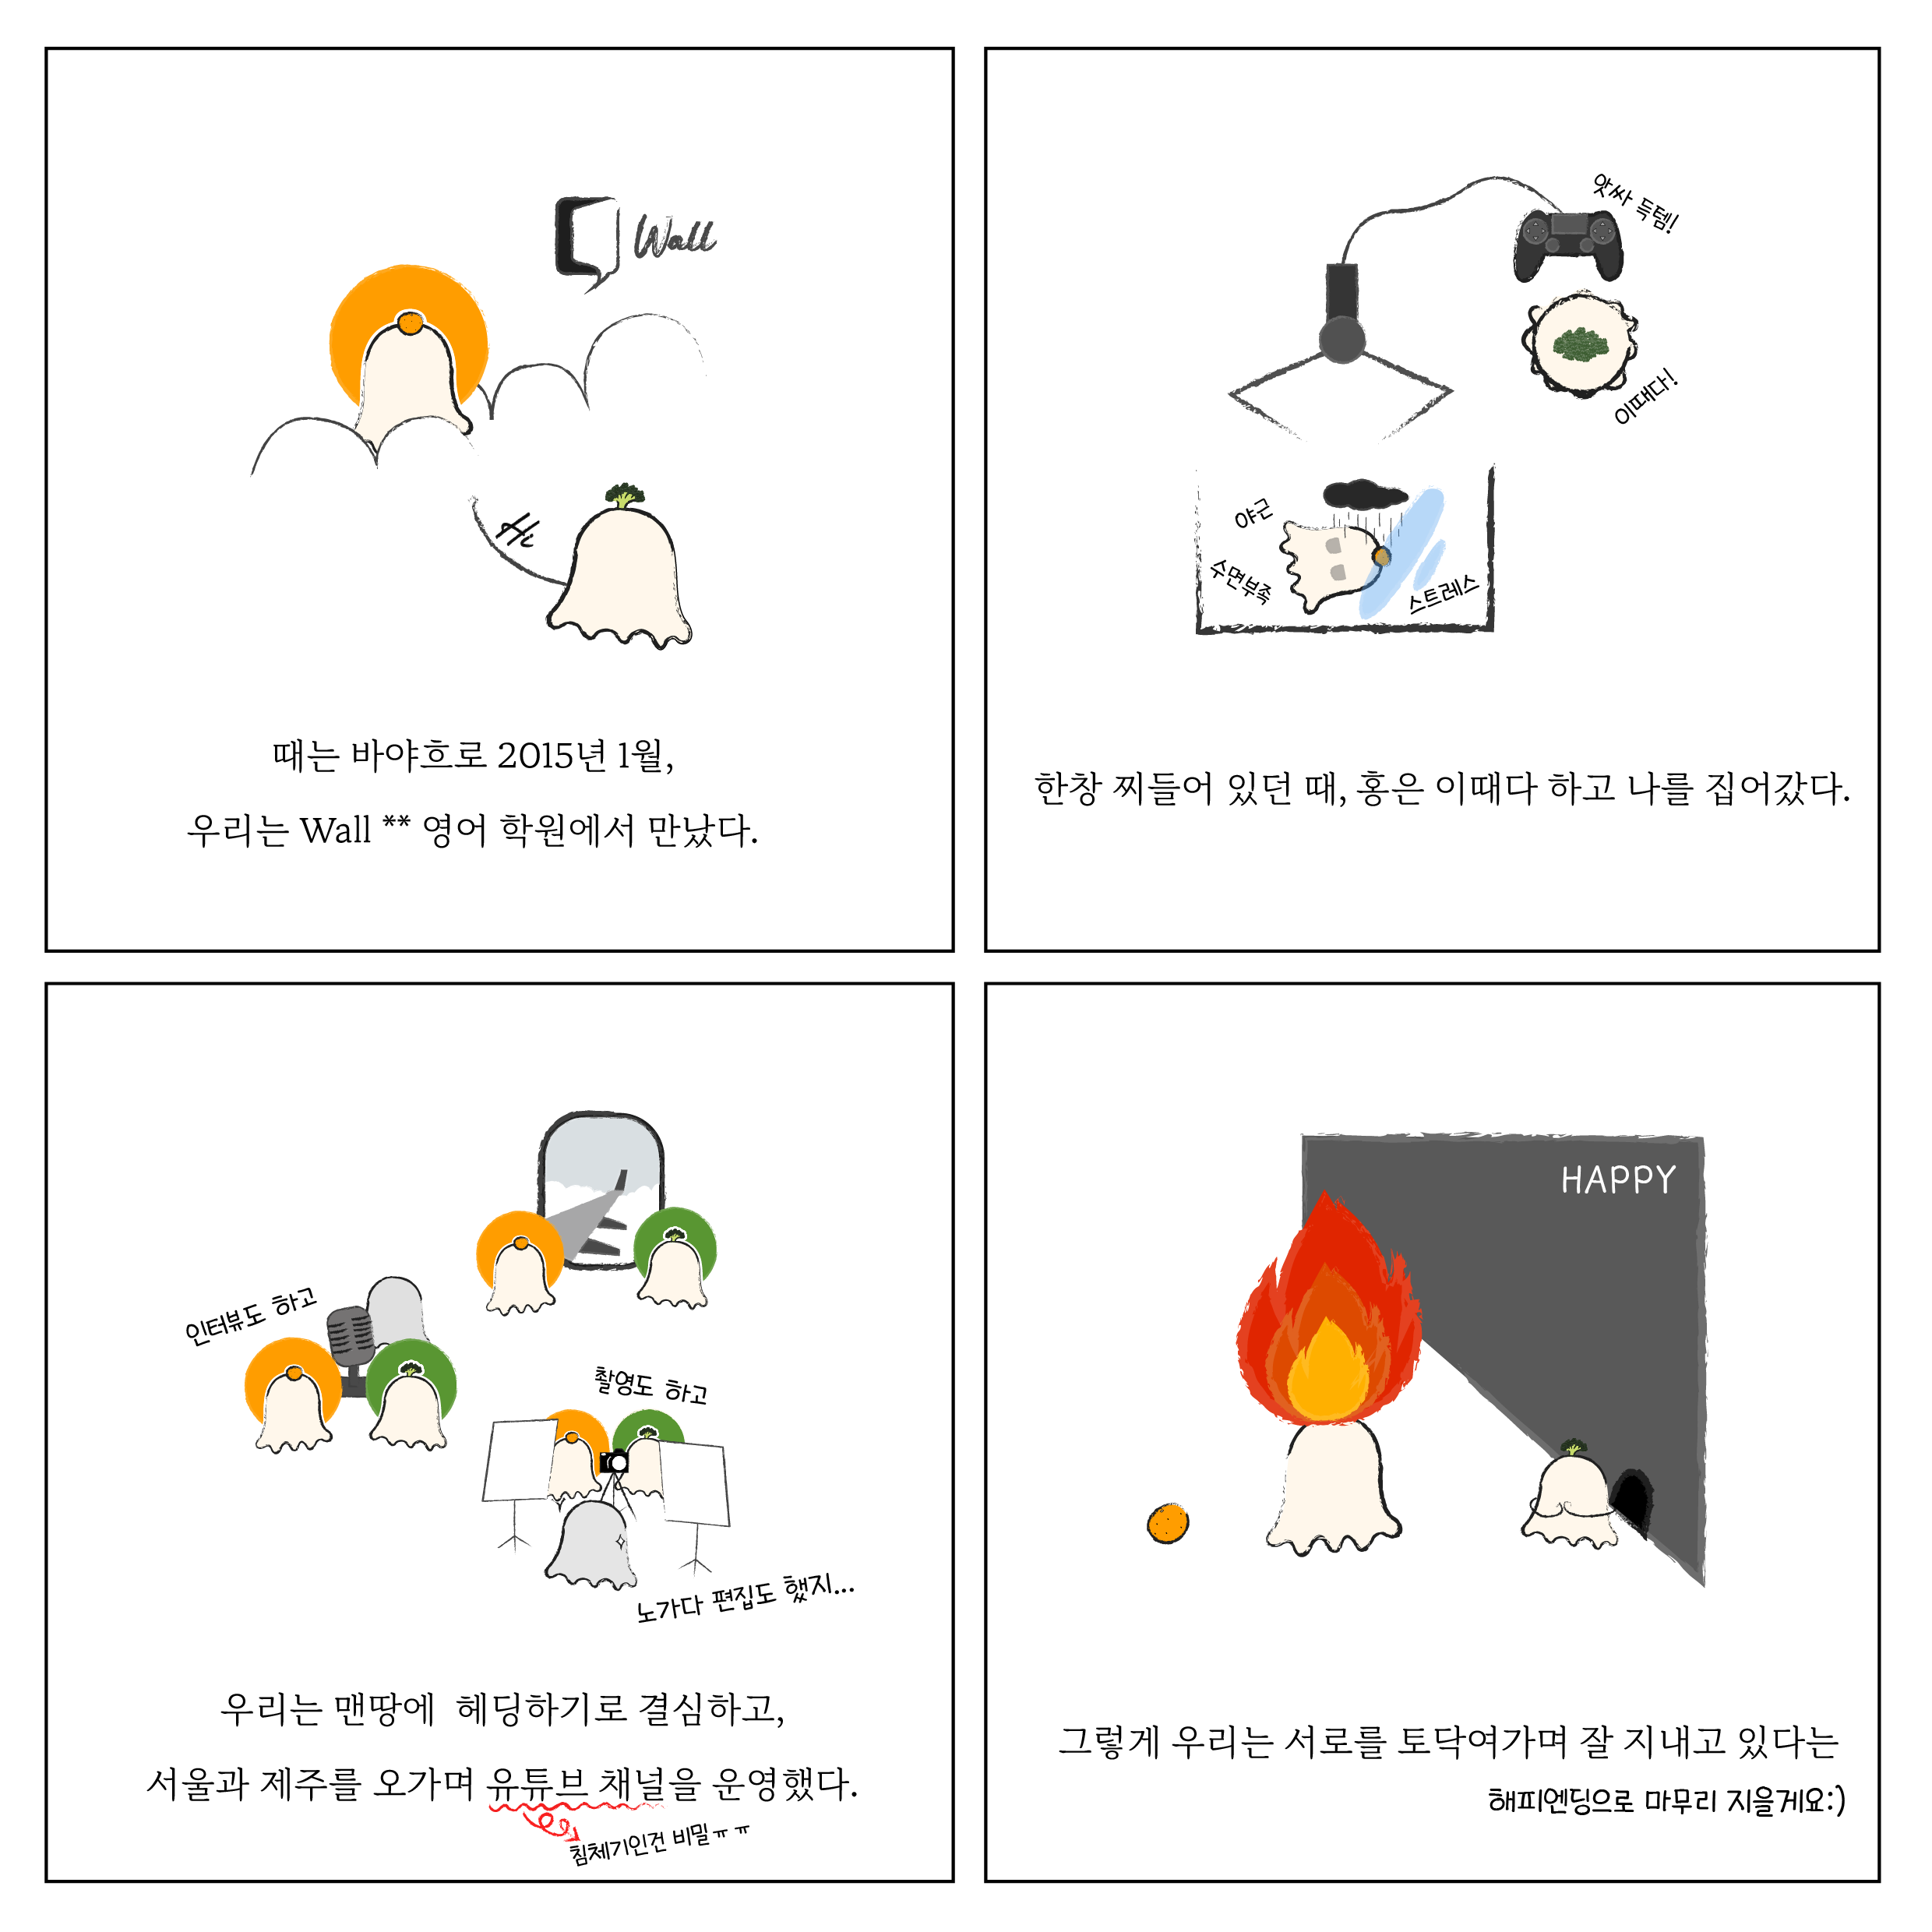 Wall
Hi
때는 바야흐로 2015년 1월,
우리는 Wall ** 영어 학원에서 만났다.
앗싸 득템!
이때다!
야근
수면부족
스트레스
한창 찌들어 있던 때, 홍은 이때다 하고 나를 집어갔다.
인터뷰도 하고
촬영도 하고
노가다 편집도 했지...
우리는 맨땅에 헤딩하기로 결심하고,
서울과 제주를 오가며 유튜브 채널을 운영했다.
침체기인건 비밀ㅠㅠ
HAPPY
그렇게 우리는 서로를 토닥여가며 잘 지내고 있다는
해피엔딩으로 마무리 지을게요:)